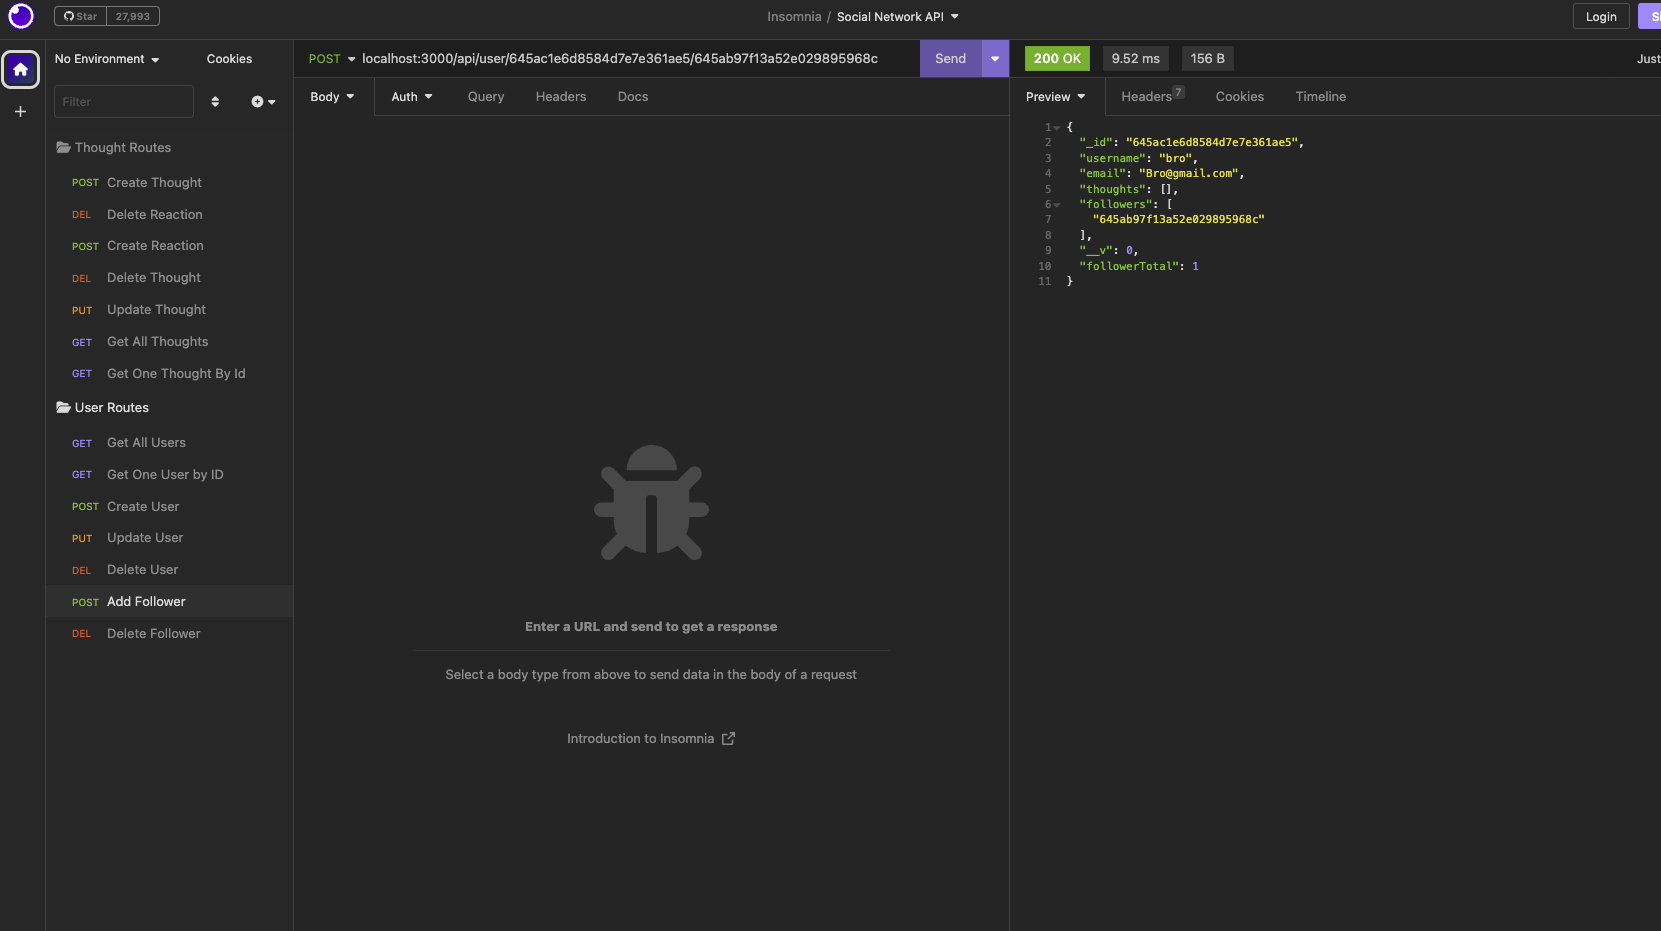 Star 27,993
Insomnia / Social Network API
Login
No Environment
Cookies
POST localhost:3000/api/user/645ac1e6d8584d7e7e361ae5/645ab97f13a52e029895968c
Send
200 OK
9.52 ms
156 B
Just
Filter
Body
Auth
Query
Headers
Docs
Preview
Headers 7
Cookies
Timeline
Thought Routes
POST Create Thought
DEL Delete Reaction
POST Create Reaction
DEL Delete Thought
PUT Update Thought
GET Get All Thoughts
GET Get One Thought By Id
User Routes
GET Get All Users
GET Get One User by ID
POST Create User
PUT Update User
DEL Delete User
POST Add Follower
DEL Delete Follower
Enter a URL and send to get a response
Select a body type from above to send data in the body of a request
Introduction to Insomnia
1 {
2 "_id": "645ac1e6d8584d7e7e361ae5",
3 "username": "bro",
4 "email": "Bro@gmail.com",
5 "thoughts": [],
6 "followers": [
7 "645ab97f13a52e029895968c"
8 ],
9 "__v": 0,
10 "followerTotal": 1
11 }